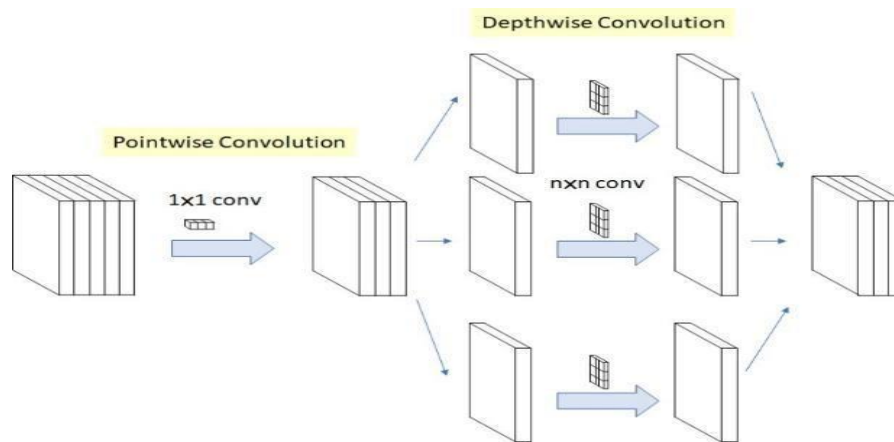 Depthwise Convolution
Pointwise Convolution
1x1 conv
nxn conv